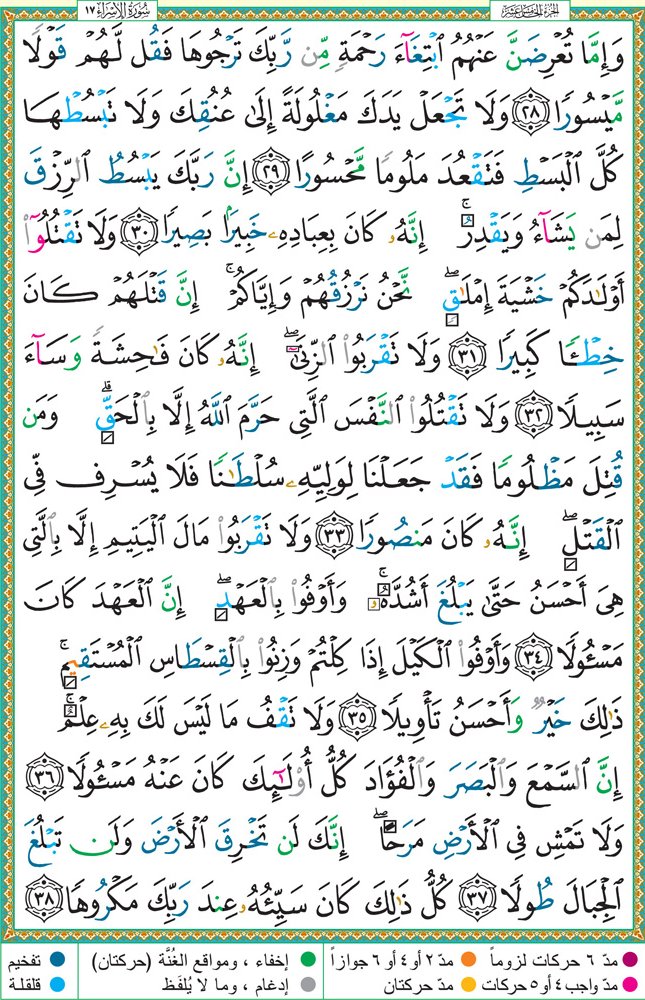 الجزء الخامس عشر
سُورَةُ الإِسْرَاءِ ١٧
وَإِمَّا تُعْرِضَنَّ عَنْهُمُ ٱبْتِغَآءَ رَحْمَةٍ مِّن رَّبِّكَ تَرْجُوهَا فَقُل لَّهُمْ قَوْلًا
مَّيْسُورًا ٢٨ وَلَا تَجْعَلْ يَدَكَ مَغْلُولَةً إِلَىٰ عُنُقِكَ وَلَا تَبْسُطْهَا
كُلَّ ٱلْبَسْطِ فَتَقْعُدَ مَلُومًا مَّحْسُورًا ٢٩ إِنَّ رَبَّكَ يَبْسُطُ ٱلرِّزْقَ
لِمَن يَشَآءُ وَيَقْدِرُ ۚ إِنَّهُۥ كَانَ بِعِبَادِهِۦ خَبِيرًۢا بَصِيرًا ٣٠ وَلَا تَقْتُلُوٓا۟
أَوْلَـٰدَكُمْ خَشْيَةَ إِمْلَـٰقٍ ۖ نَّحْنُ نَرْزُقُهُمْ وَإِيَّاكُمْ ۚ إِنَّ قَتْلَهُمْ كَانَ
خِطْـًٔا كَبِيرًا ٣١ وَلَا تَقْرَبُوا۟ ٱلزِّنَىٰٓ ۖ إِنَّهُۥ كَانَ فَـٰحِشَةً وَسَآءَ
سَبِيلًا ٣٢ وَلَا تَقْتُلُوا۟ ٱلنَّفْسَ ٱلَّتِى حَرَّمَ ٱللَّهُ إِلَّا بِٱلْحَقِّ ۗ وَمَن
قُتِلَ مَظْلُومًا فَقَدْ جَعَلْنَا لِوَلِيِّهِۦ سُلْطَـٰنًا فَلَا يُسْرِف فِّى
ٱلْقَتْلِ ۖ إِنَّهُۥ كَانَ مَنصُورًا ٣٣ وَلَا تَقْرَبُوا۟ مَالَ ٱلْيَتِيمِ إِلَّا بِٱلَّتِى
هِىَ أَحْسَنُ حَتَّىٰ يَبْلُغَ أَشُدَّهُۥ ۚ وَأَوْفُوا۟ بِٱلْعَهْدِ ۖ إِنَّ ٱلْعَهْدَ كَانَ
مَسْـُٔولًا ٣٤ وَأَوْفُوا۟ ٱلْكَيْلَ إِذَا كِلْتُمْ وَزِنُوا۟ بِٱلْقِسْطَاسِ ٱلْمُسْتَقِيمِ ۚ
ذَٰلِكَ خَيْرٌ وَأَحْسَنُ تَأْوِيلًا ٣٥ وَلَا تَقْفُ مَا لَيْسَ لَكَ بِهِۦ عِلْمٌ ۚ
إِنَّ ٱلسَّمْعَ وَٱلْبَصَرَ وَٱلْفُؤَادَ كُلُّ أُو۟لَـٰٓئِكَ كَانَ عَنْهُ مَسْـُٔولًا ٣٦
وَلَا تَمْشِ فِى ٱلْأَرْضِ مَرَحًا ۖ إِنَّكَ لَن تَخْرِقَ ٱلْأَرْضَ وَلَن تَبْلُغَ
ٱلْجِبَالَ طُولًا ٣٧ كُلُّ ذَٰلِكَ كَانَ سَيِّئُهُۥ عِندَ رَبِّكَ مَكْرُوهًا ٣٨
مدّ ٦ حركات لزوماً
مدّ ٢ أو ٤ أو ٦ جوازاً
إخفاء ، ومواقع الغُنَّة (حركتان)
تفخيم
مدّ واجب ٤ أو ٥ حركات
مدّ حركتان
إدغام ، وما لا يُلفَظ
قلقلة